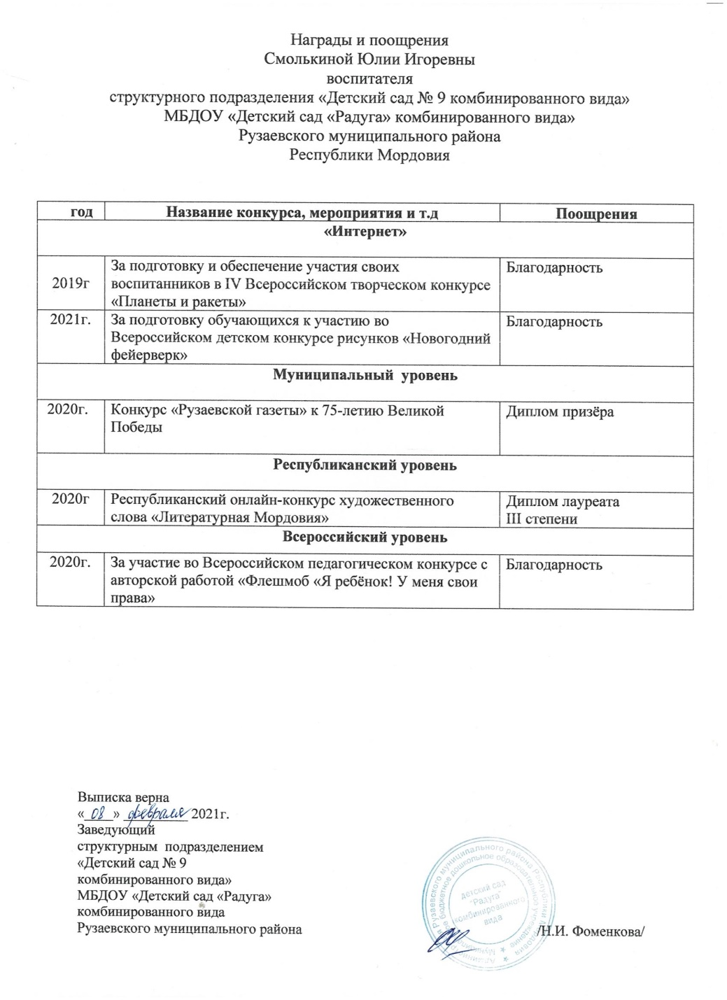 Награды и поощрения
Смолькиной Юлии Игоревны
воспитателя
структурного подразделения «Детский сад № 9 комбинированного вида»
МБДОУ «Детский сад «Радуга» комбинированного вида»
Рузаевского муниципального района
Республики Мордовия
год Название конкурса, мероприятия и т.д Поощрения
«Интернет»
2019г
За подготовку и обеспечение участия своих
воспитанников в IV Всероссийском творческом конкурсе
«Планеты и ракеты»
Благодарность
2021г.
За подготовку обучающихся к участию во
Всероссийском детском конкурсе рисунков «Новогодний
фейерверк»
Благодарность
Муниципальный  уровень
2020г.
Конкурс «Рузаевской газеты» к 75-летию Великой
Победы
Диплом призёра
Республиканский уровень
2020г
Республиканский онлайн-конкурс художественного
слова «Литературная Мордовия»
Диплом лауреата
III степени
Всероссийский уровень
2020г.
За участие во Всероссийском педагогическом конкурсе с
авторской работой «Флешмоб «Я ребёнок! У меня свои
права»
Благодарность
Выписка верна
«08» февраля 2021г.
Заведующий
структурным  подразделением
«Детский сад № 9
комбинированного вида»
МБДОУ «Детский сад «Радуга»
комбинированного вида
Рузаевского муниципального района
/Н.И. Фоменкова/
Рузаевского муниципального района Республики Мордовия
бюджетное дошкольное образовательное учреждение
детский сад
"Радуга"
комбинированного
вида